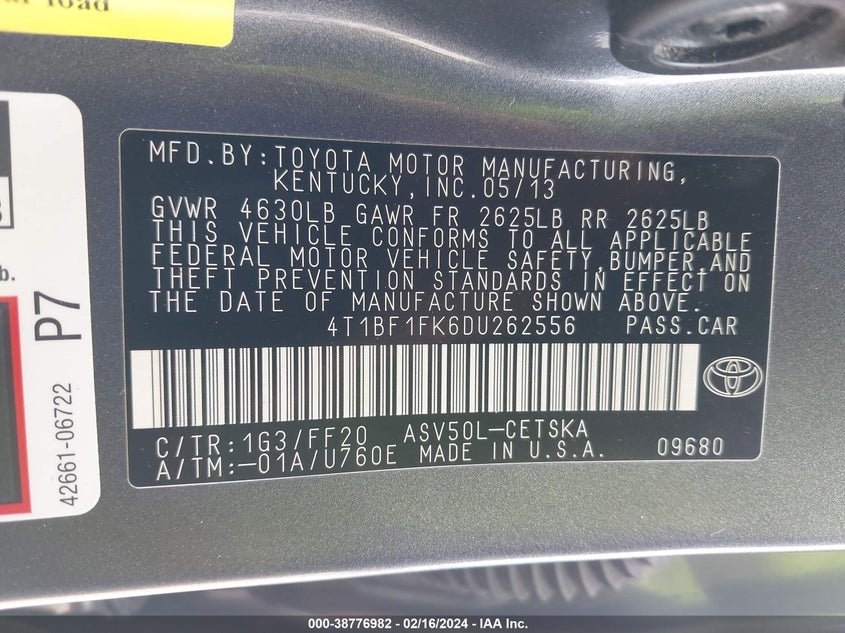 load
b.
P7
42661-06722
MFD.BY:TOYOTA MOTOR MANUFACTURING,
KENTUCKY,INC.05/13
GVWR 4630LB GAWR FR 2625LB RR 2625LB
THIS VEHICLE CONFORMS TO ALL APPLICABLE
FEDERAL MOTOR VEHICLE SAFETY,BUMPER,AND
THEFT PREVENTION STANDARDS IN EFFECT ON
THE DATE OF MANUFACTURE SHOWN ABOVE.
4T1BF1FK6DU262556 PASS.CAR
C/TR:1G3/FF20 ASV50L-CETSKA
A/TM:-01A/U760E MADE IN U.S.A. 09680
000-38776982 - 02/16/2024 - IAA Inc.